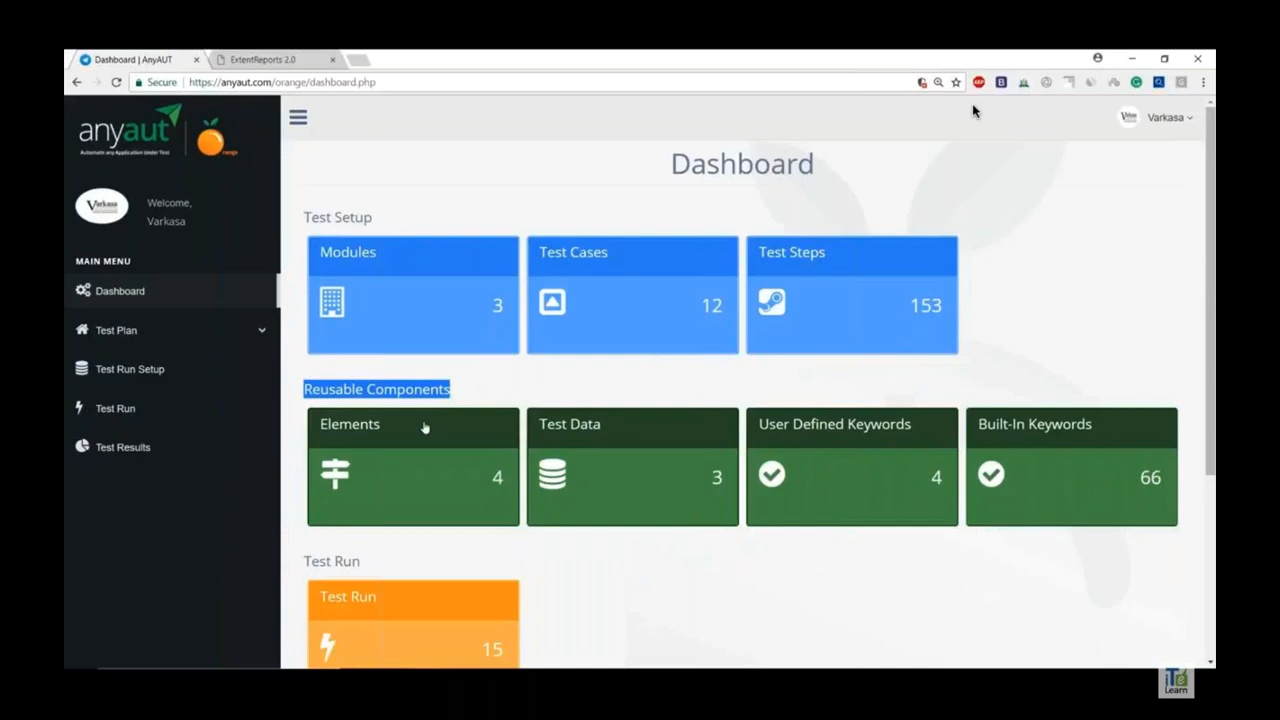 Dashboard | AnyAUT
ExtentReports 2.0
Secure
https://anyaut.com/orange/dashboard.php
anyaut
Automate any Application Under Test
Varkasa
Varkasa
Welcome,
Varkasa
MAIN MENU
Dashboard
Test Plan
Test Run Setup
Test Run
Test Results
Dashboard
Test Setup
Modules
3
Test Cases
12
Test Steps
153
Reusable Components
Elements
4
Test Data
3
User Defined Keywords
4
Built-In Keywords
66
Test Run
Test Run
15
iTe
Learn